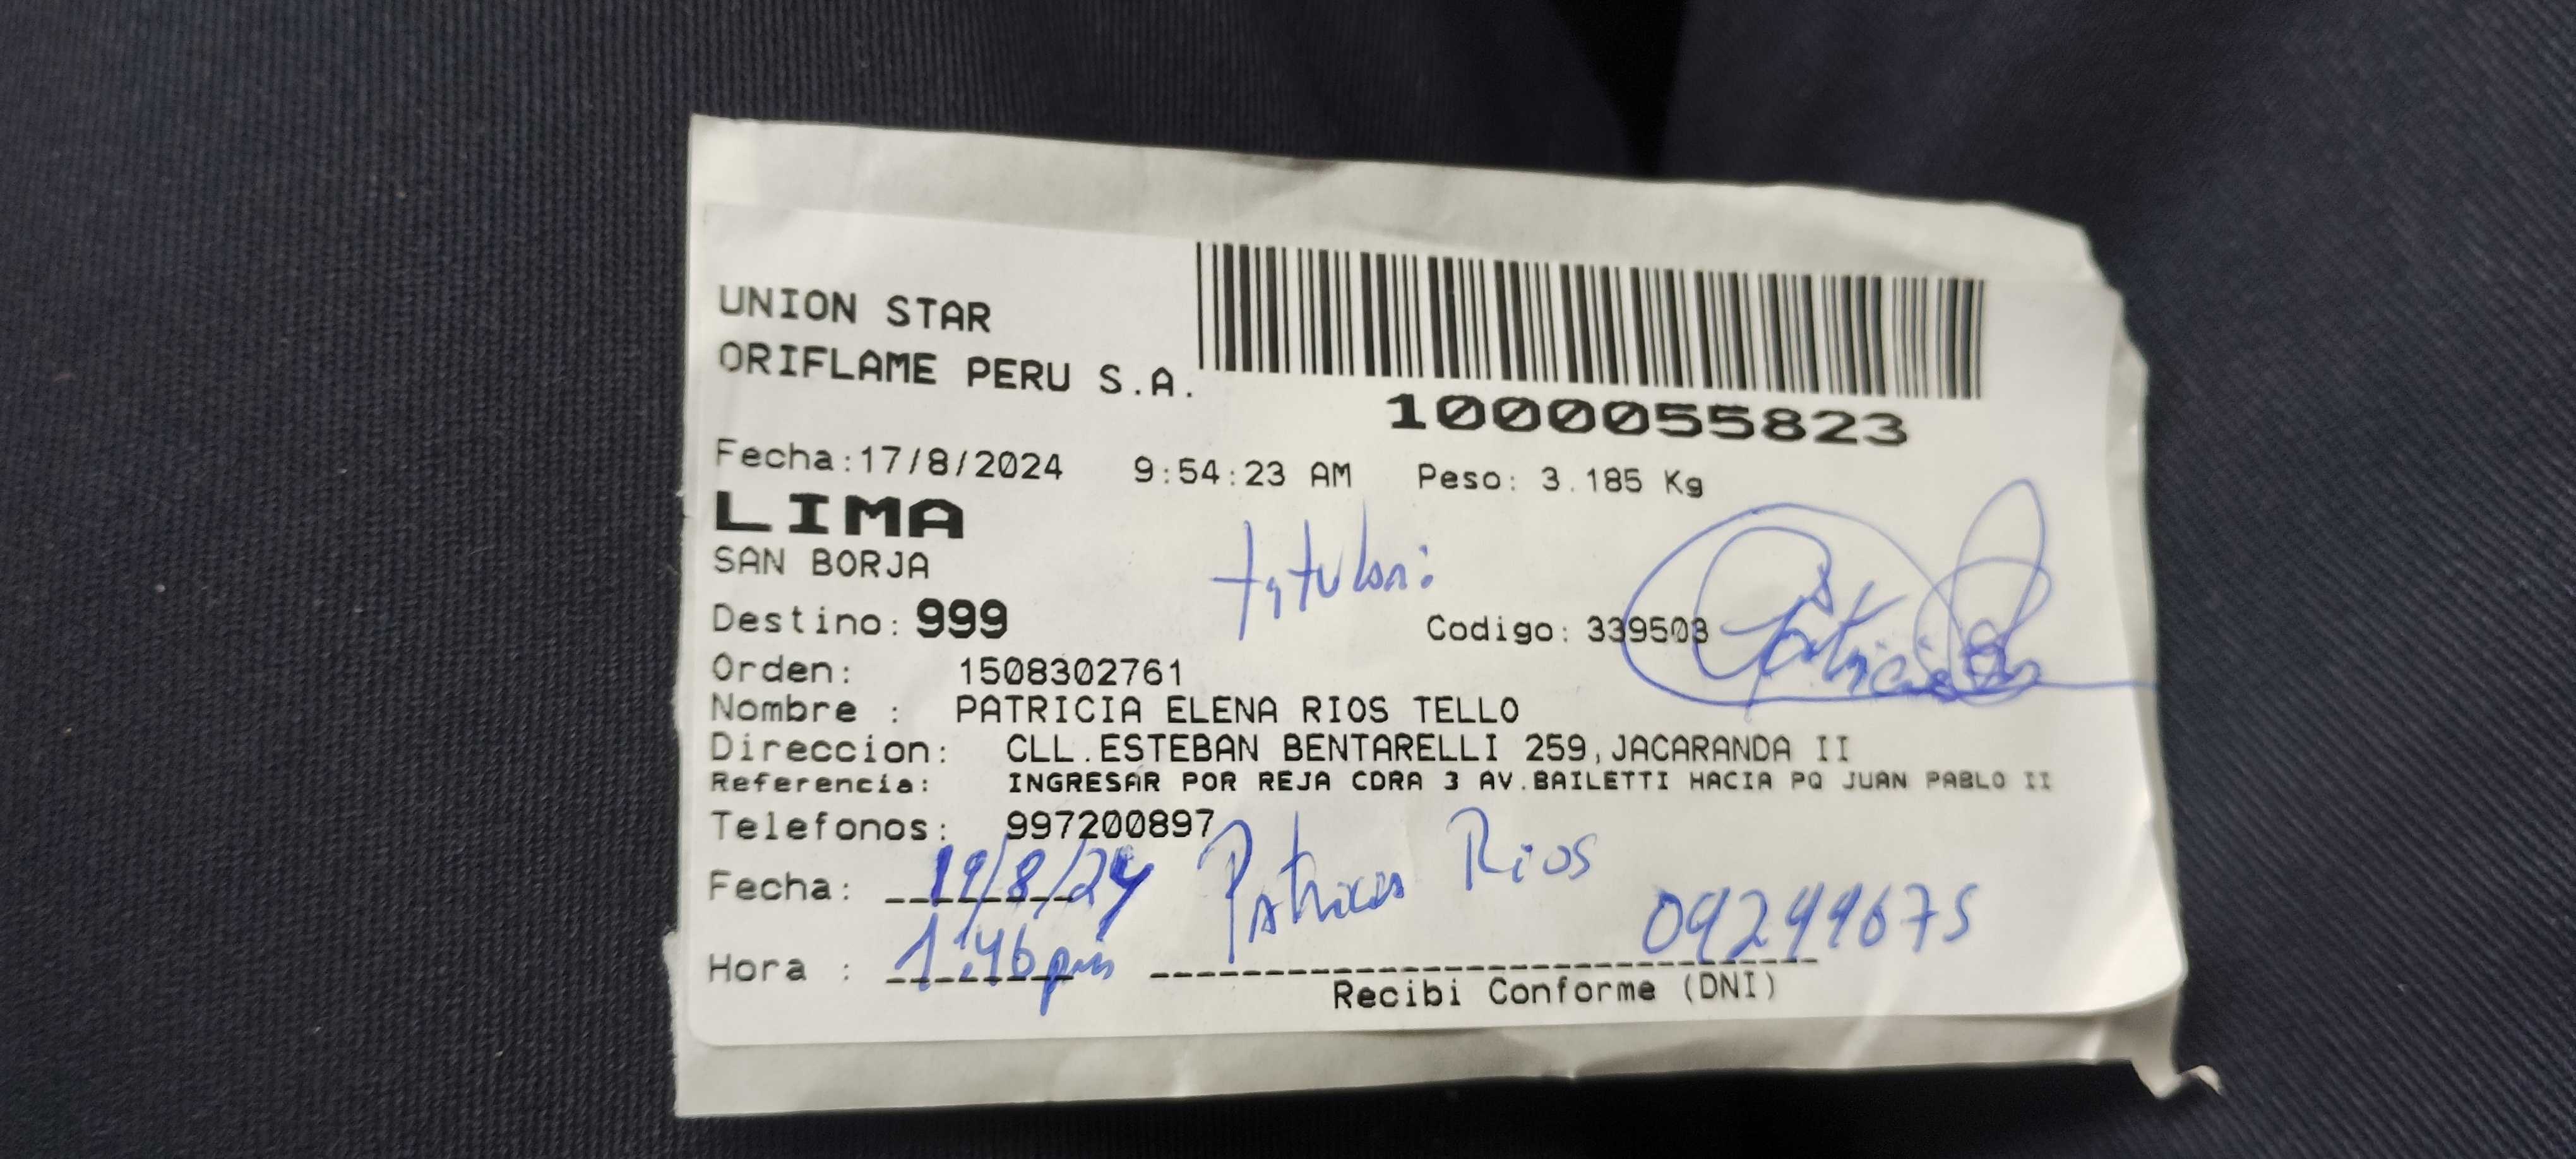 UNION STAR
ORIFLAME PERU S.A.
1000055823
Fecha:17/8/2024 9:54:23 AM Peso: 3.185 Kg
LIMA
SAN BORJA
titular:
Destino: 999 Codigo: 339503
Orden: 1508302761
Nombre : PATRICIA ELENA RIOS TELLO
Direccion: CLL.ESTEBAN BENTARELLI 259,JACARANDA II
Referencia: INGRESAR POR REJA CDRA 3 AV.BAILETTI HACIA PQ JUAN PABLO II
Telefonos: 997200897
Fecha: 19/8/24 Patricia Rios
Hora : 1:46pm 09299675
Recibi Conforme (DNI)